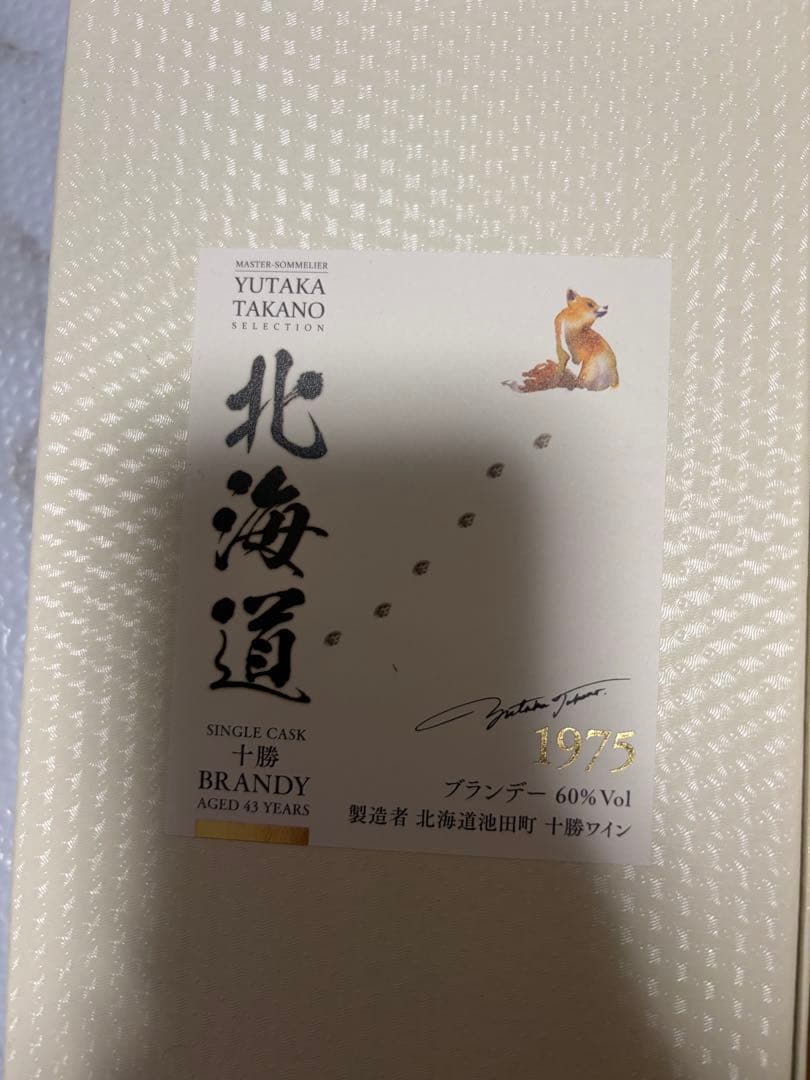 MASTER-SOMMELIER
YUTAKA
TAKANO
SELECTION
北海道
SINGLE CASK
十勝
BRANDY
AGED 43 YEARS
Yutaka Takano.
1975
ブランデー 60%Vol
製造者 北海道池田町 十勝ワイン